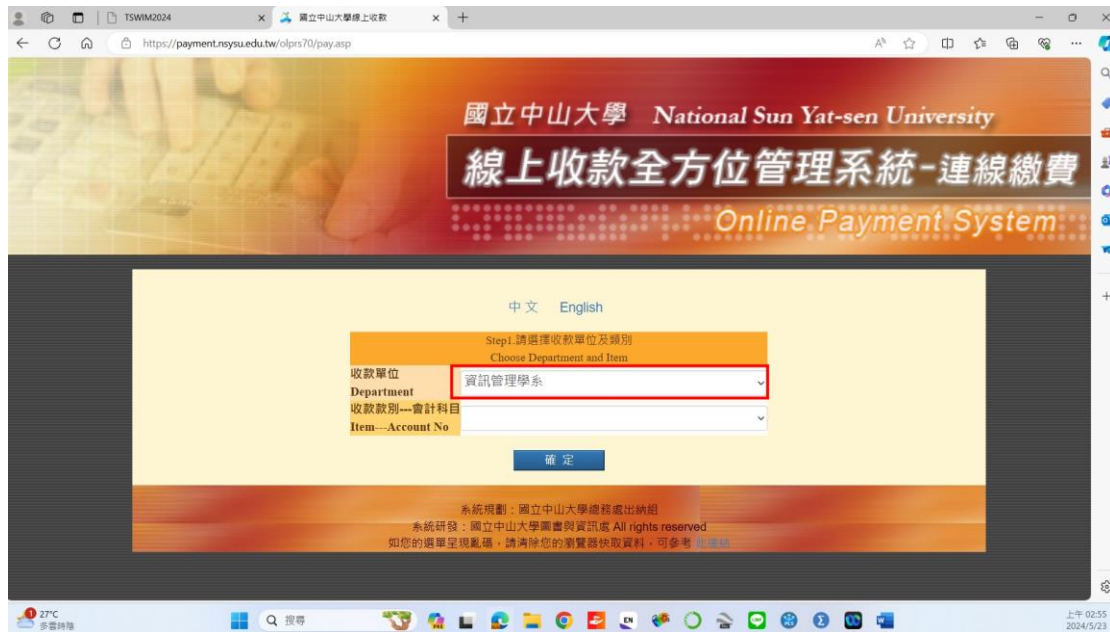 TSWIM2024
國立中山大學線上收款
https://payment.nsysu.edu.tw/olprs70/pay.asp
國立中山大學 National Sun Yat-sen University
線上收款全方位管理系統-連線繳費
Online Payment System
中文 English
Step1.請選擇收款單位及類別
Choose Department and Item
收款單位
Department
資訊管理學系
收款款別---會計科目
Item---Account No
確 定
系統規劃：國立中山大學總務處出納組
系統研發：國立中山大學圖書與資訊處 All rights reserved
如您的選單呈現亂碼，請清除您的瀏覽器快取資料，可參考 此連結
27°C
多雲時陰
搜尋
上午 02:55
2024/5/23